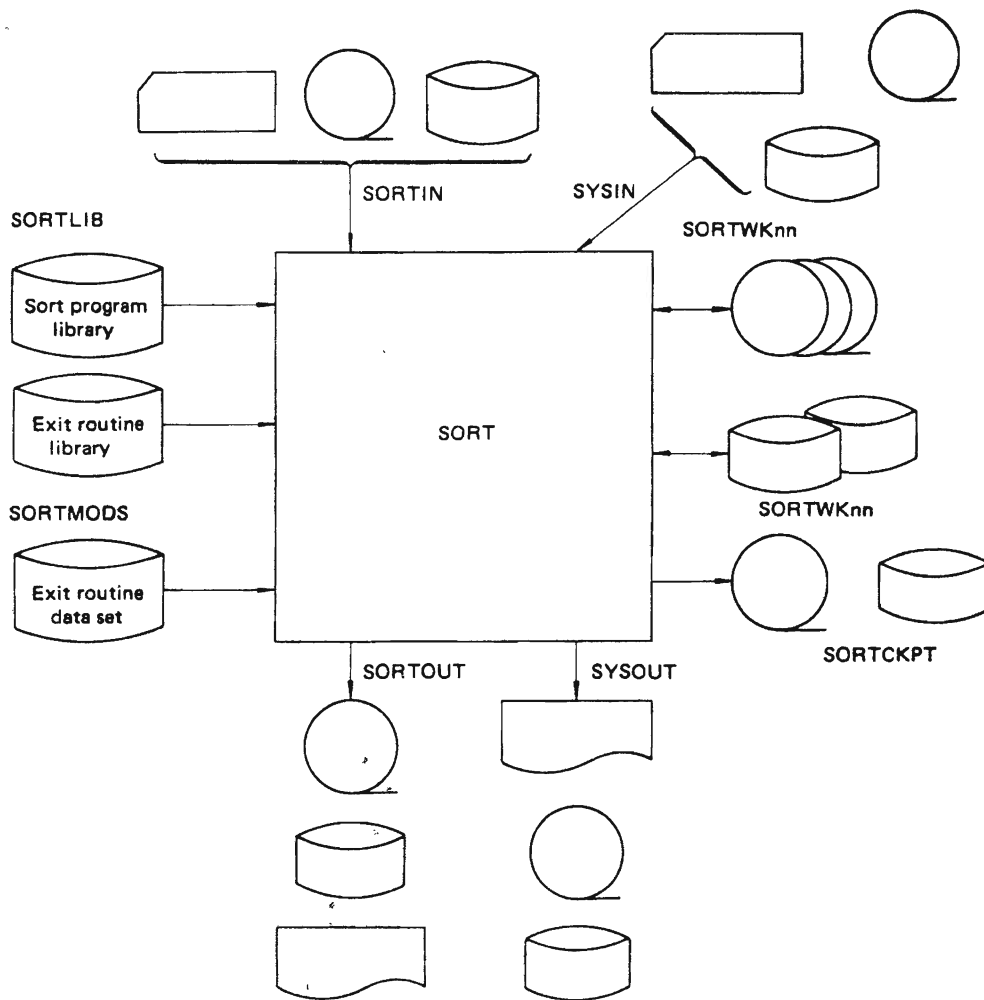 SORTIN
SYSIN
SORTLIB
SORTWKnn
Sort program
library
Exit routine
library
SORT
SORTWKnn
SORTMODS
Exit routine
data set
SORTCKPT
SORTOUT
SYSOUT